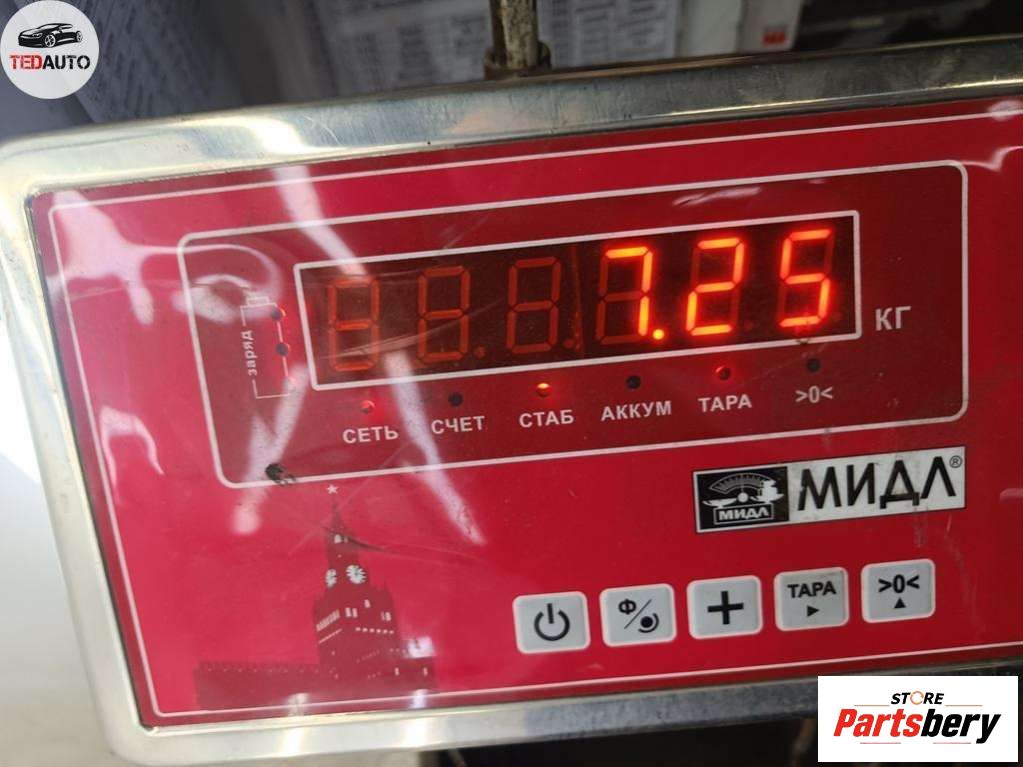 TEDAUTO
7.25
КГ
заряд
СЕТЬ СЧЕТ СТАБ АККУМ ТАРА >0<
МИДЛ МИДЛ®
Ф ТАРА >0<
STORE
Partsbery